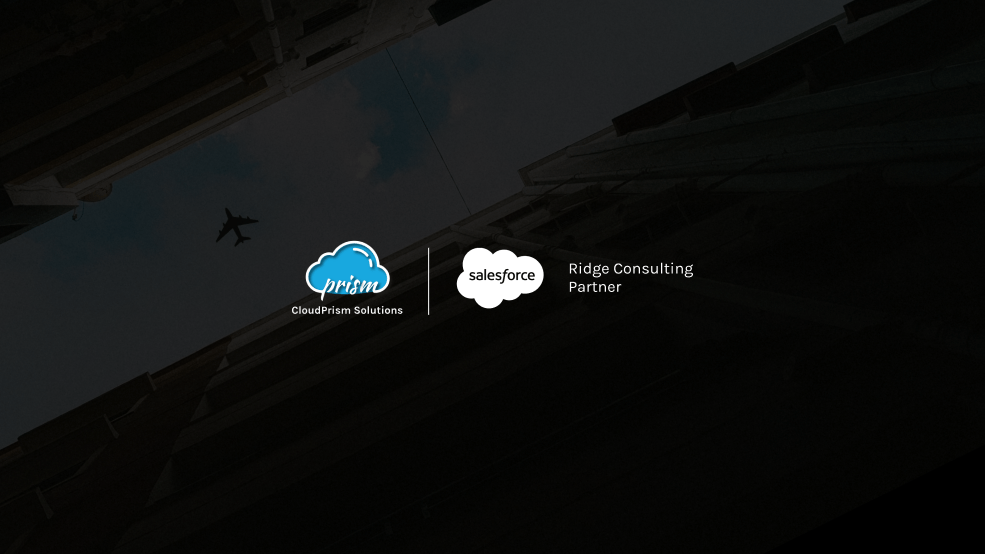 prism
CloudPrism Solutions
salesforce
Ridge Consulting
Partner